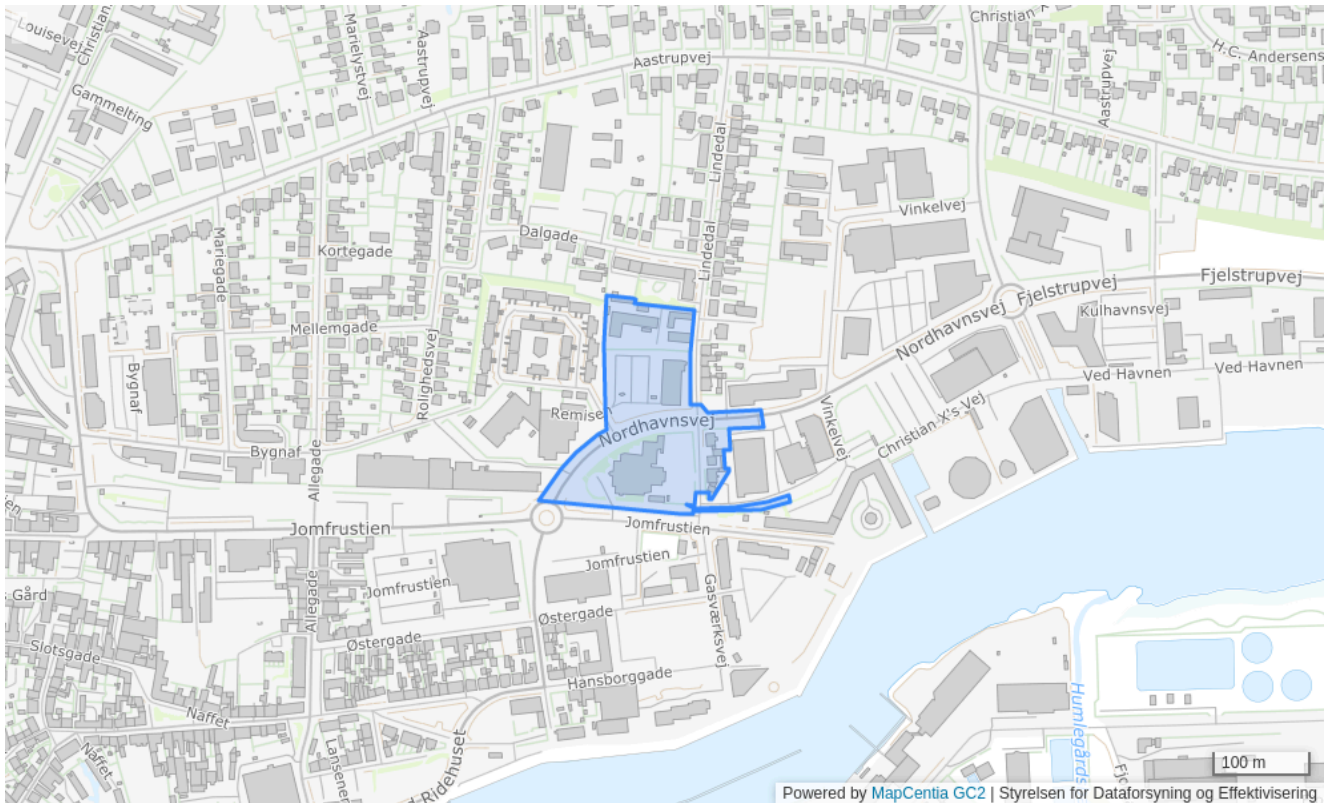 Louisevej
Christian
Marielystvej
Aastrupvej
Aastrupvej
Christian X
H.C. Andersens
Aastrupvej
Gammelting
Lindedal
Vinkelvej
Mariegade
Kortegade
Dalgade
Lindedal
Fjelstrupvej
Fjelstrupvej
Mellemgade
Rolighedsvej
Kulhavnsvej
Nordhavnsvej
Bygnaf
Ved Havnen
Ved Havnen
Remisen
Nordhavnsvej
Vinkelvej
Christian X's Vej
Bygnaf
Allegade
Jomfrustien
Jomfrustien
Jomfrustien
Jomfrustien
s Gård
Allegade
Østergade
Østergade
Gasværksvej
Slotsgade
Hansborggade
Naffet
Naffet
Lansener
Ridehuset
Humlegårds
Fjo
100 m
Powered by MapCentia GC2 | Styrelsen for Dataforsyning og Effektivisering